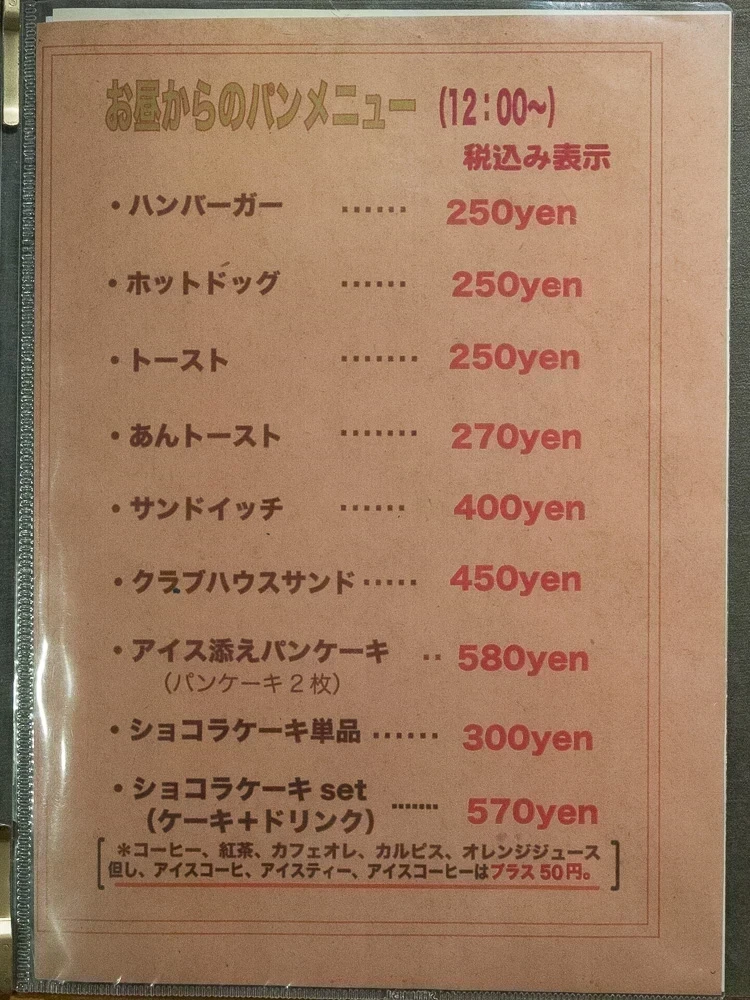 お昼からのパンメニュー (12:00~)
税込み表示
・ハンバーガー ...... 250yen
・ホットドッグ ...... 250yen
・トースト ....... 250yen
・あんトースト ....... 270yen
・サンドイッチ ...... 400yen
・クラブハウスサンド ..... 450yen
・アイス添えパンケーキ .. 580yen
(パンケーキ2枚)
・ショコラケーキ単品 ...... 300yen
・ショコラケーキ set ....... 570yen
(ケーキ+ドリンク)
*コーヒー、紅茶、カフェオレ、カルピス、オレンジジュース
但し、アイスコーヒ、アイスティー、アイスコーヒーはプラス50円。